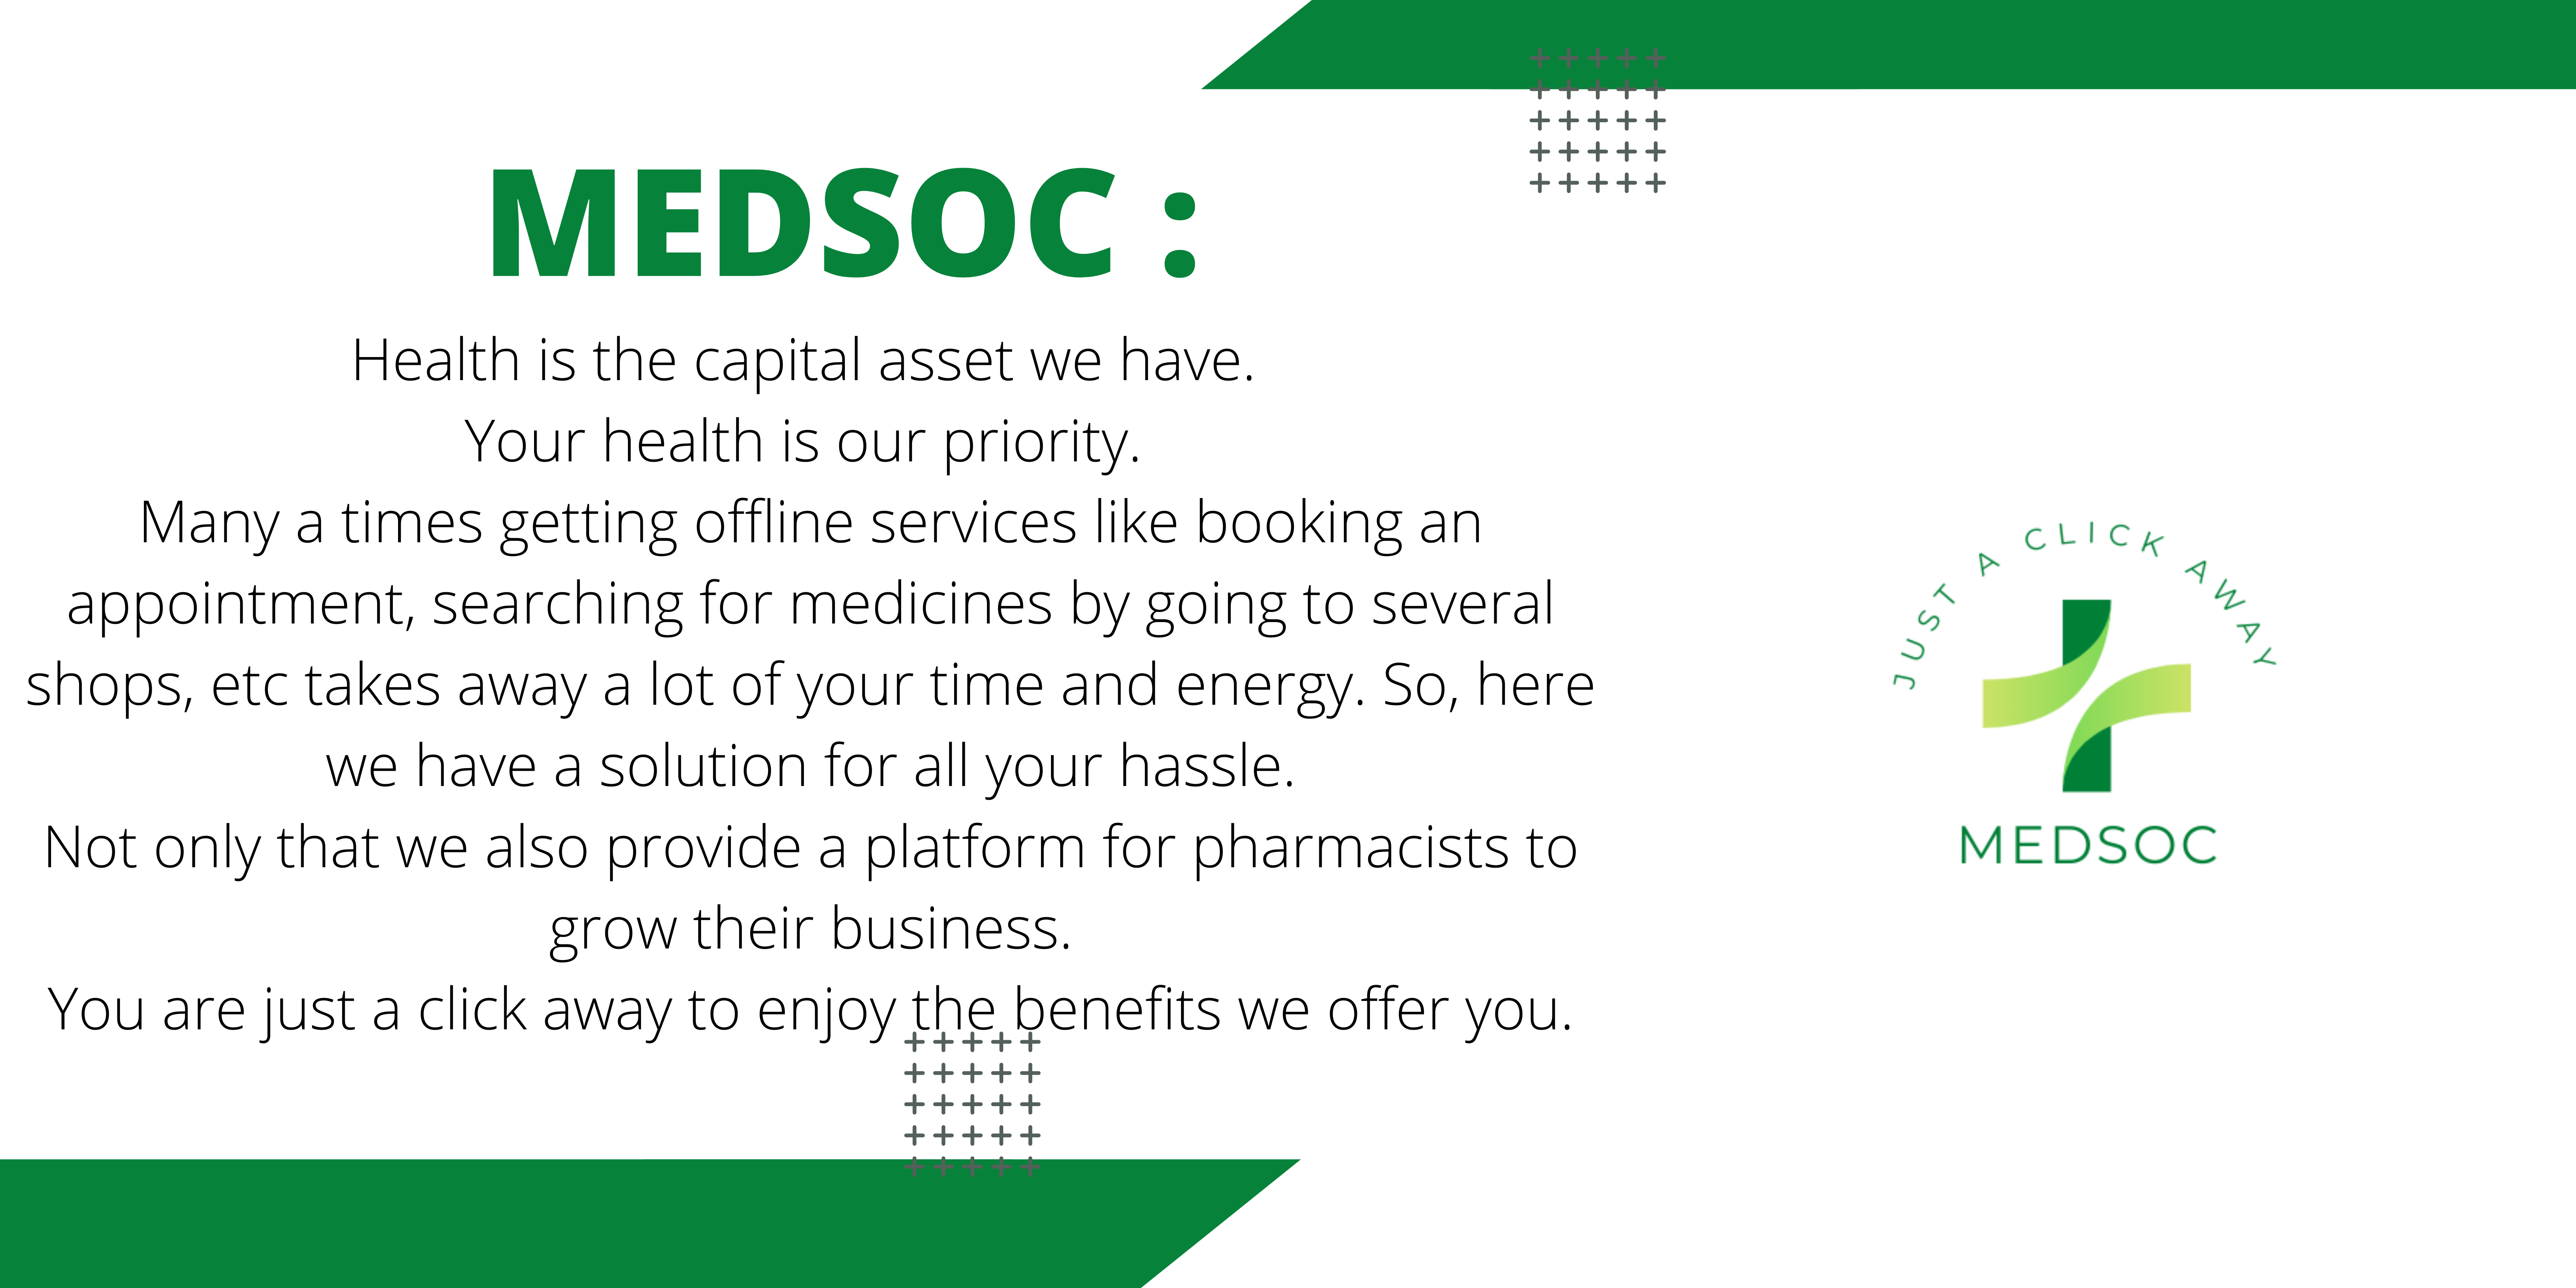 MEDSOC :
Health is the capital asset we have.
Your health is our priority.
Many a times getting offline services like booking an
appointment, searching for medicines by going to several
shops, etc takes away a lot of your time and energy. So, here
we have a solution for all your hassle.
Not only that we also provide a platform for pharmacists to
grow their business.
You are just a click away to enjoy the benefits we offer you.
JUST A CLICK AWAY
MEDSOC